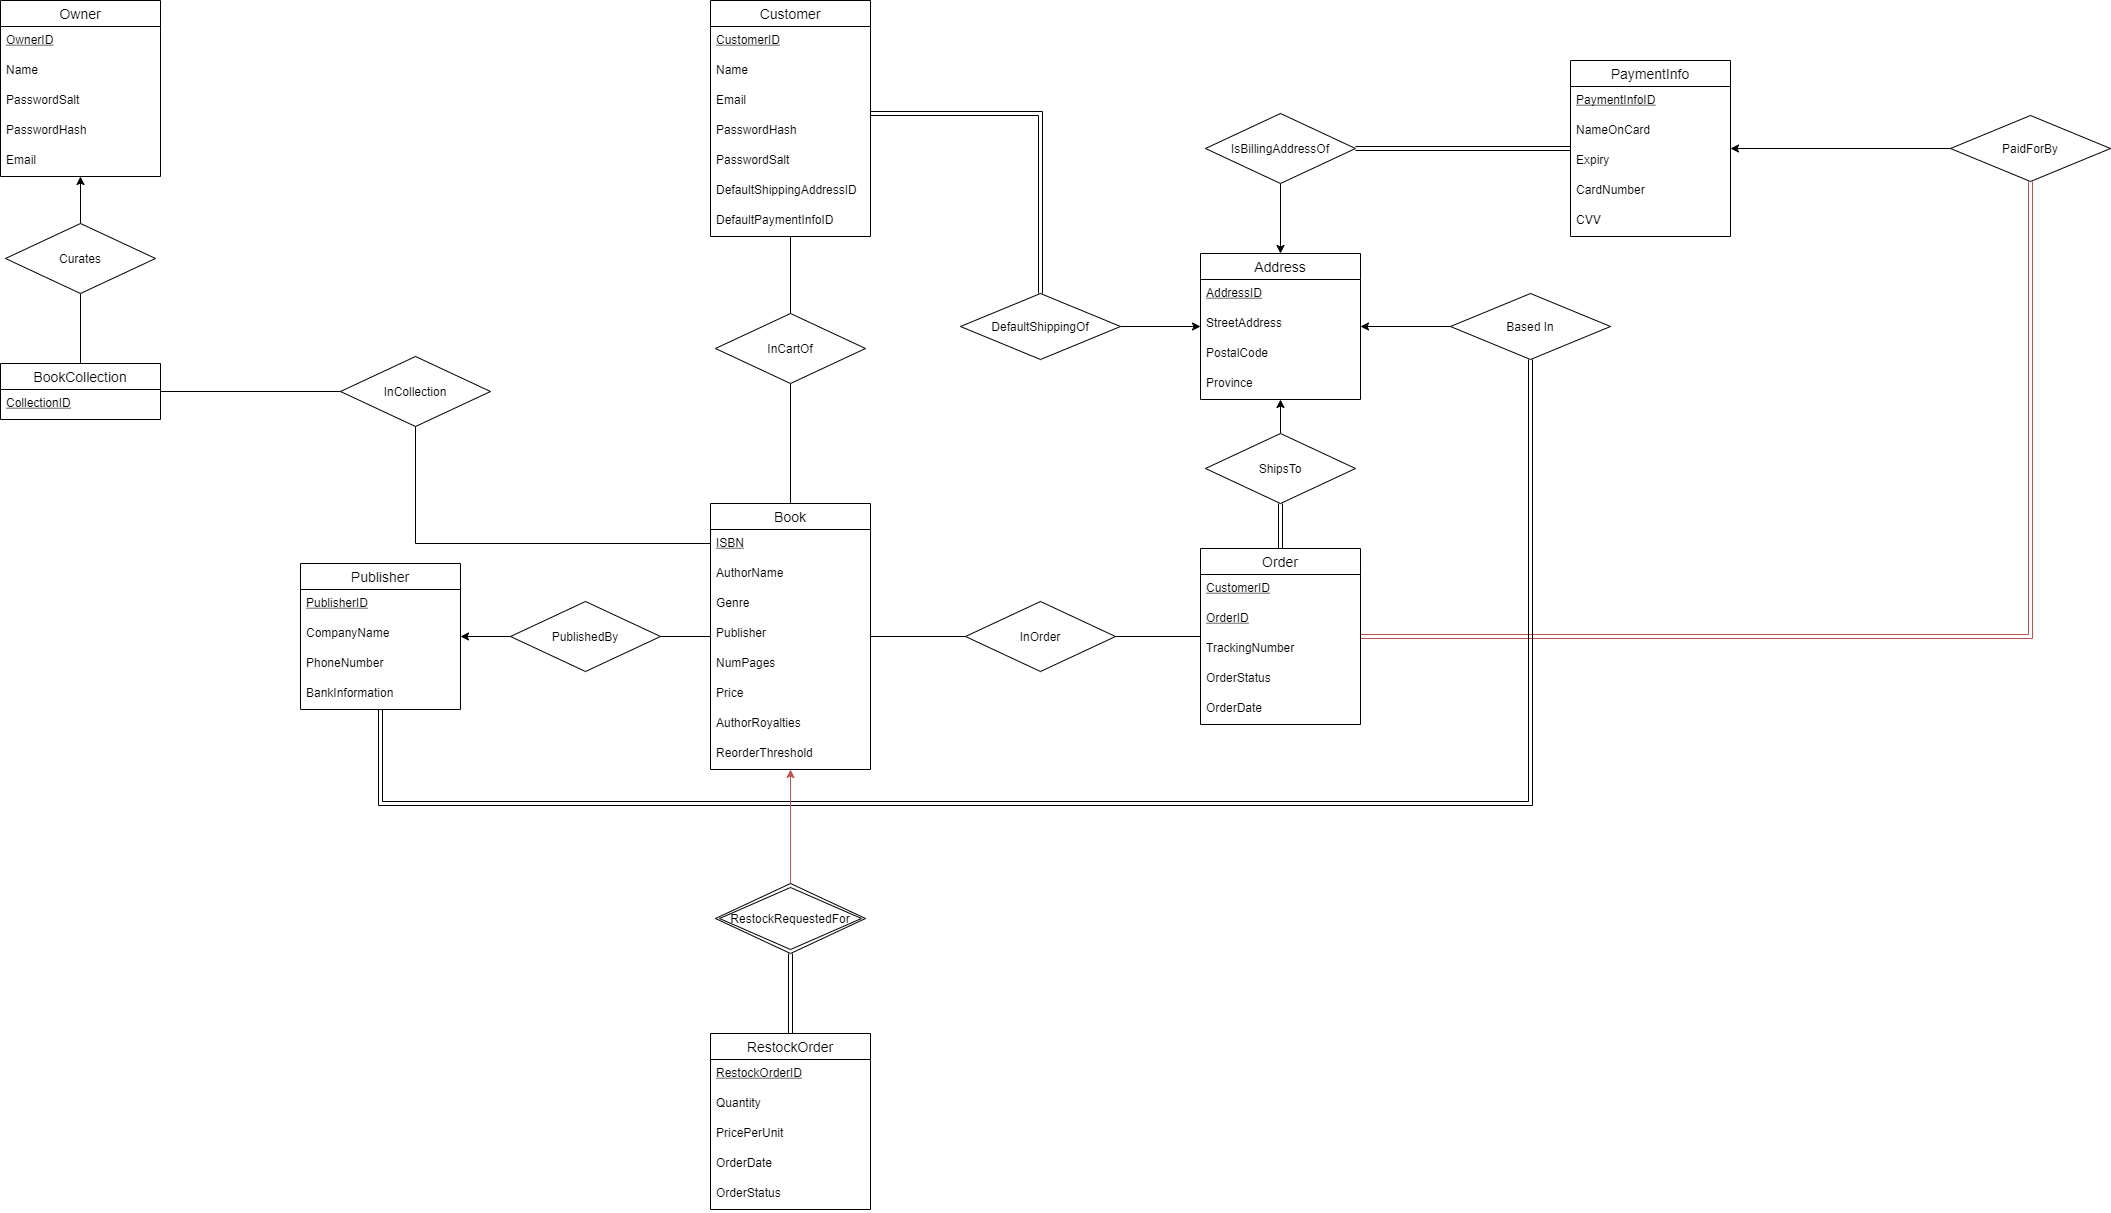 Owner
OwnerID
Name
PasswordSalt
PasswordHash
Email
Curates
BookCollection
CollectionID
InCollection
Customer
CustomerID
Name
Email
PasswordHash
PasswordSalt
DefaultShippingAddressID
DefaultPaymentInfoID
InCartOf
DefaultShippingOf
IsBillingAddressOf
PaymentInfo
PaymentInfoID
NameOnCard
Expiry
CardNumber
CVV
PaidForBy
Address
AddressID
StreetAddress
PostalCode
Province
Based In
ShipsTo
Publisher
PublisherID
CompanyName
PhoneNumber
BankInformation
PublishedBy
Book
ISBN
AuthorName
Genre
Publisher
NumPages
Price
AuthorRoyalties
ReorderThreshold
InOrder
Order
CustomerID
OrderID
TrackingNumber
OrderStatus
OrderDate
RestockRequestedFor
RestockOrder
RestockOrderID
Quantity
PricePerUnit
OrderDate
OrderStatus